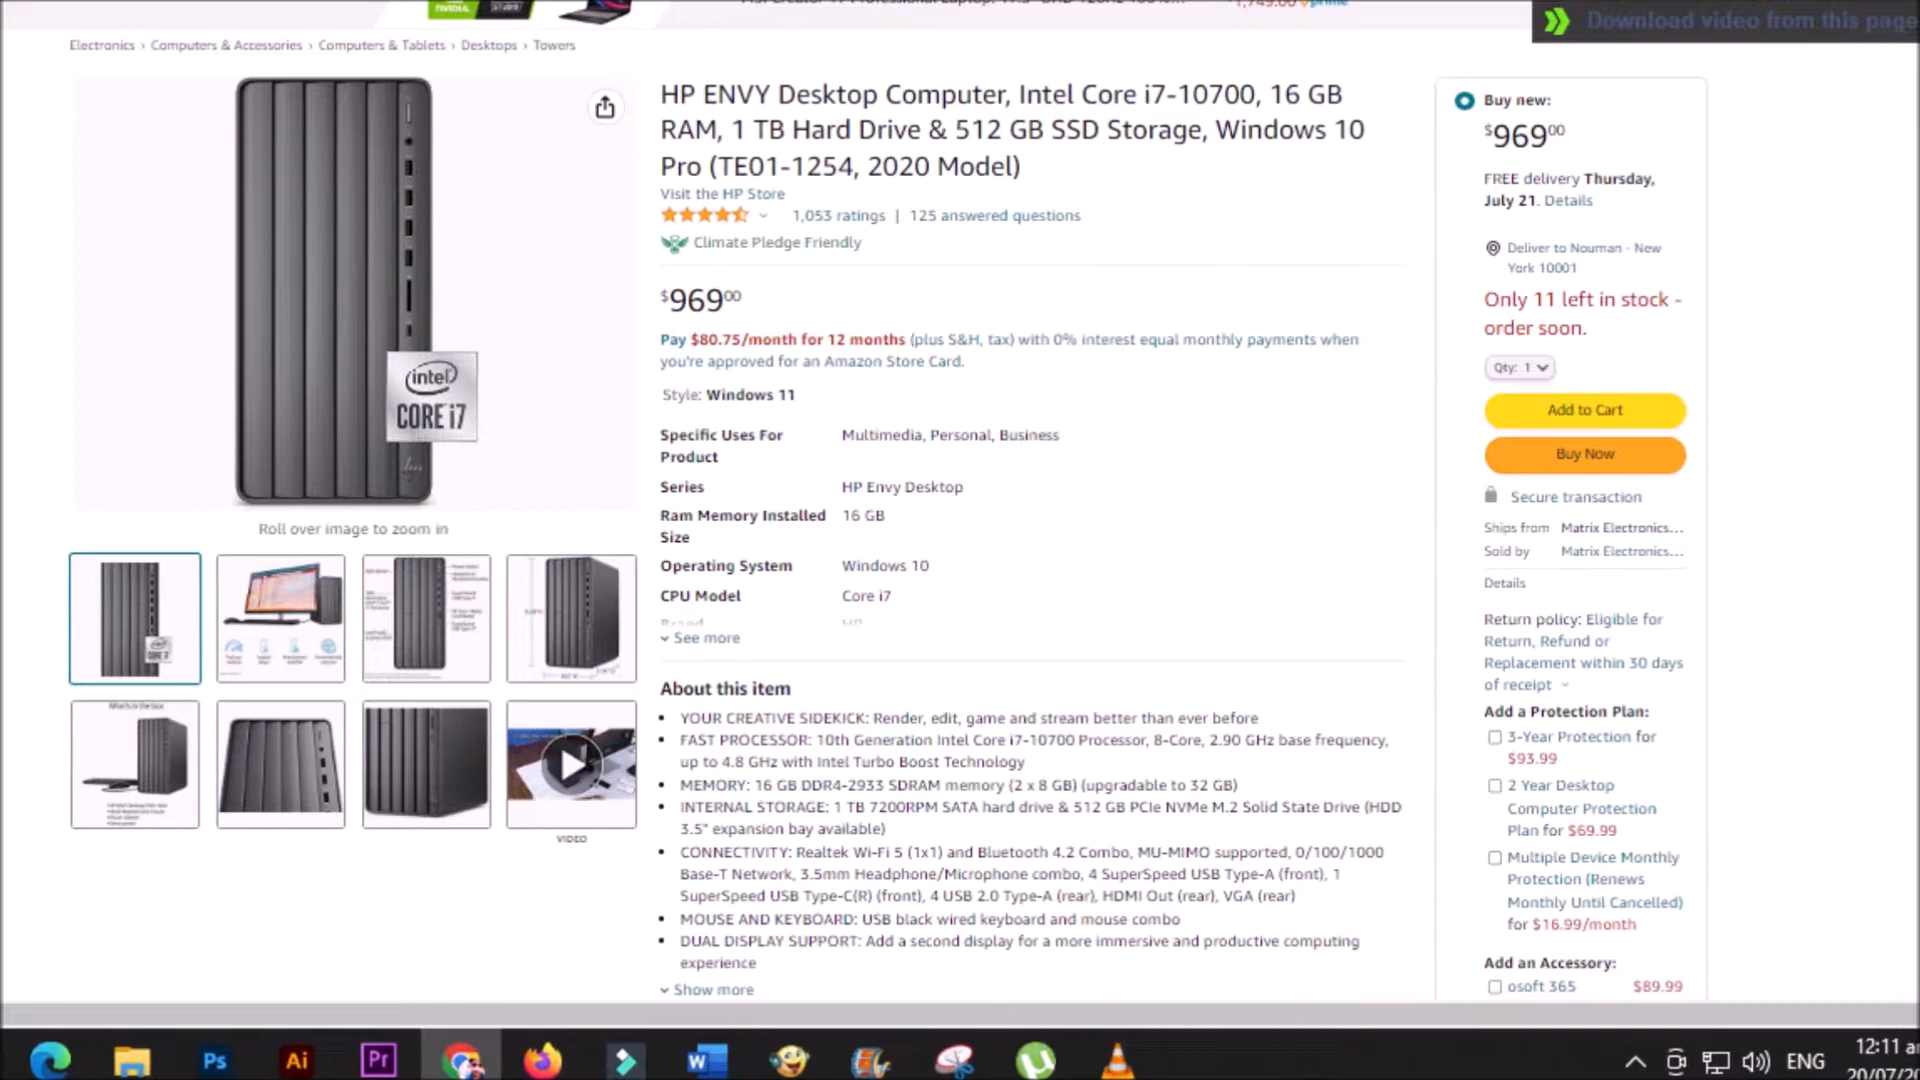 Download video from this page
Electronics › Computers & Accessories › Computers & Tablets › Desktops › Towers
HP ENVY Desktop Computer, Intel Core i7-10700, 16 GB
RAM, 1 TB Hard Drive & 512 GB SSD Storage, Windows 10
Pro (TE01-1254, 2020 Model)
Visit the HP Store
1,053 ratings | 125 answered questions
Climate Pledge Friendly
$969.00
Pay $80.75/month for 12 months (plus S&H, tax) with 0% interest equal monthly payments when
you're approved for an Amazon Store Card.
Style: Windows 11
Specific Uses For Product Multimedia, Personal, Business
Series HP Envy Desktop
Ram Memory Installed Size 16 GB
Operating System Windows 10
CPU Model Core i7
Brand HP
See more
About this item
• YOUR CREATIVE SIDEKICK: Render, edit, game and stream better than ever before
• FAST PROCESSOR: 10th Generation Intel Core i7-10700 Processor, 8-Core, 2.90 GHz base frequency,
up to 4.8 GHz with Intel Turbo Boost Technology
• MEMORY: 16 GB DDR4-2933 SDRAM memory (2 x 8 GB) (upgradable to 32 GB)
• INTERNAL STORAGE: 1 TB 7200RPM SATA hard drive & 512 GB PCIe NVMe M.2 Solid State Drive (HDD
3.5" expansion bay available)
• CONNECTIVITY: Realtek Wi-Fi 5 (1x1) and Bluetooth 4.2 Combo, MU-MIMO supported, 0/100/1000
Base-T Network, 3.5mm Headphone/Microphone combo, 4 SuperSpeed USB Type-A (front), 1
SuperSpeed USB Type-C(R) (front), 4 USB 2.0 Type-A (rear), HDMI Out (rear), VGA (rear)
• MOUSE AND KEYBOARD: USB black wired keyboard and mouse combo
• DUAL DISPLAY SUPPORT: Add a second display for a more immersive and productive computing
experience
Show more
intel
CORE i7
Roll over image to zoom in
What's in the box
VIDEO
Buy new:
$969.00
FREE delivery Thursday,
July 21. Details
Deliver to Nouman - New
York 10001
Only 11 left in stock -
order soon.
Qty: 1
Add to Cart
Buy Now
Secure transaction
Ships from Matrix Electronics...
Sold by Matrix Electronics...
Details
Return policy: Eligible for
Return, Refund or
Replacement within 30 days
of receipt
Add a Protection Plan:
3-Year Protection for
$93.99
2 Year Desktop
Computer Protection
Plan for $69.99
Multiple Device Monthly
Protection (Renews
Monthly Until Cancelled)
for $16.99/month
Add an Accessory:
osoft 365 $89.99
Ps
Ai
Pr
W
ENG
12:11 a
20/07/20